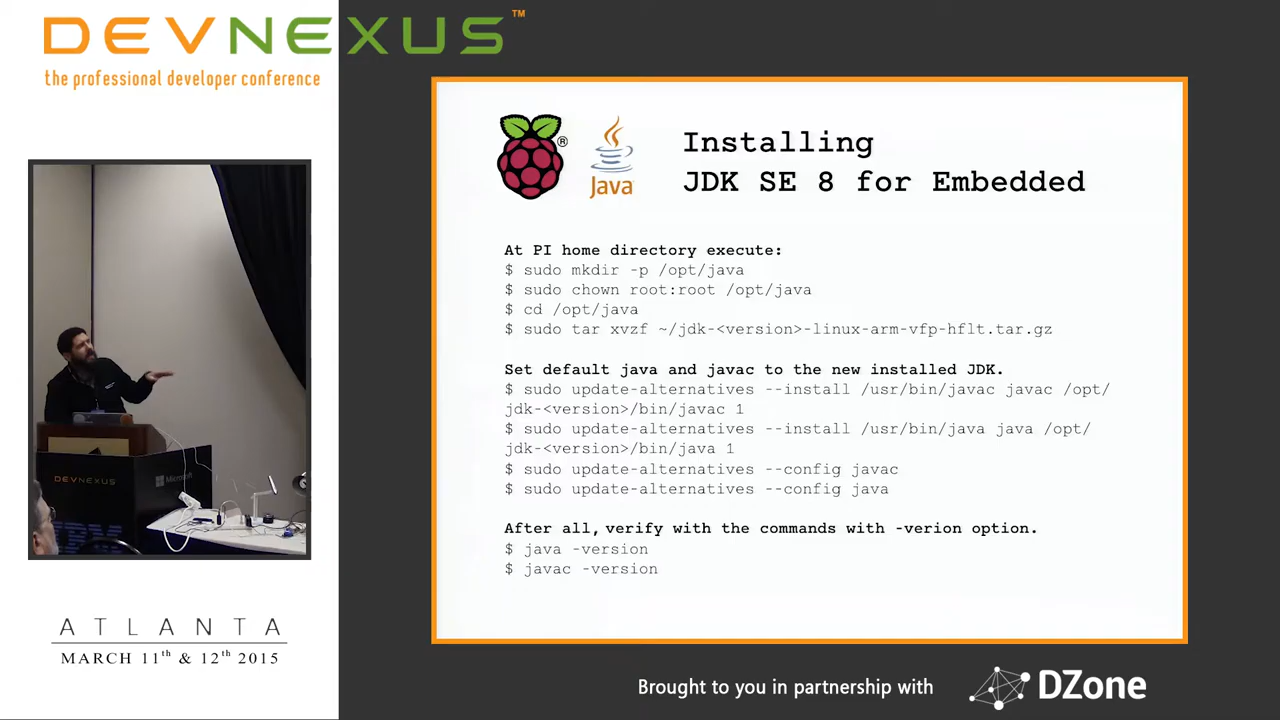 DEVNEXUS™
the professional developer conference
Installing
JDK SE 8 for Embedded
®
Java
At PI home directory execute:
$ sudo mkdir -p /opt/java
$ sudo chown root:root /opt/java
$ cd /opt/java
$ sudo tar xvzf ~/jdk-<version>-linux-arm-vfp-hflt.tar.gz
Set default java and javac to the new installed JDK.
$ sudo update-alternatives --install /usr/bin/javac javac /opt/
jdk-<version>/bin/javac 1
$ sudo update-alternatives --install /usr/bin/java java /opt/
jdk-<version>/bin/java 1
$ sudo update-alternatives --config javac
$ sudo update-alternatives --config java
After all, verify with the commands with -verion option.
$ java -version
$ javac -version
DEVNEXUS
Microsoft
IBM
ATLANTA
MARCH 11th & 12th 2015
Brought to you in partnership with
DZone